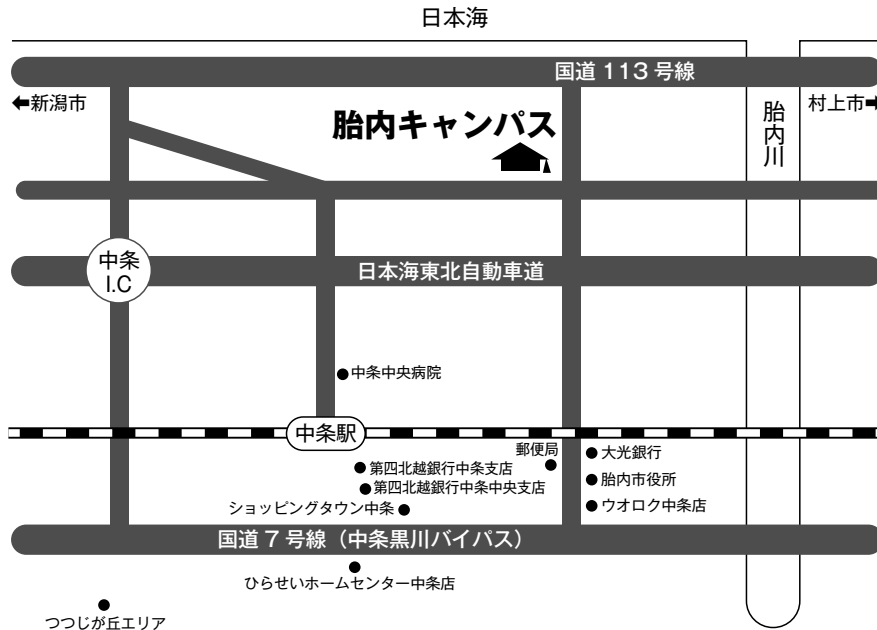 日本海
国道 113 号線
⬅新潟市
村上市➡
胎内キャンパス
胎内川
中条
I.C
日本海東北自動車道
中条中央病院
中条駅
郵便局
大光銀行
第四北越銀行中条支店
胎内市役所
第四北越銀行中条中央支店
ショッピングタウン中条
ウオロク中条店
国道 7 号線（中条黒川バイパス）
ひらせいホームセンター中条店
つつじが丘エリア